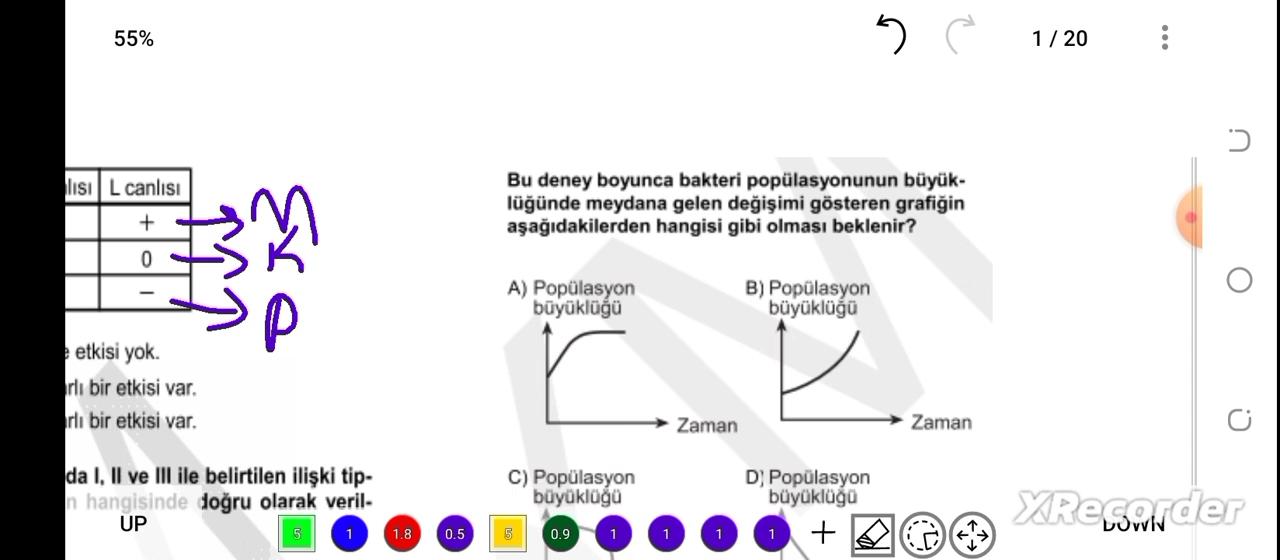 55%
1 / 20
L canlısı
+
0
−
M
K
P
etkisi yok.
bir etkisi var.
bir etkisi var.
da I, II ve III ile belirtilen ilişki tip-
hangisinde doğru olarak veril-
Bu deney boyunca bakteri popülasyonunun büyük-
lüğünde meydana gelen değişimi gösteren grafiğin
aşağıdakilerden hangisi gibi olması beklenir?
A) Popülasyon
büyüklüğü
Zaman
B) Popülasyon
büyüklüğü
Zaman
C) Popülasyon
büyüklüğü
D) Popülasyon
büyüklüğü
UP
5
1
1.8
0.5
5
0.9
1
1
1
1
DOWN
XRecorder